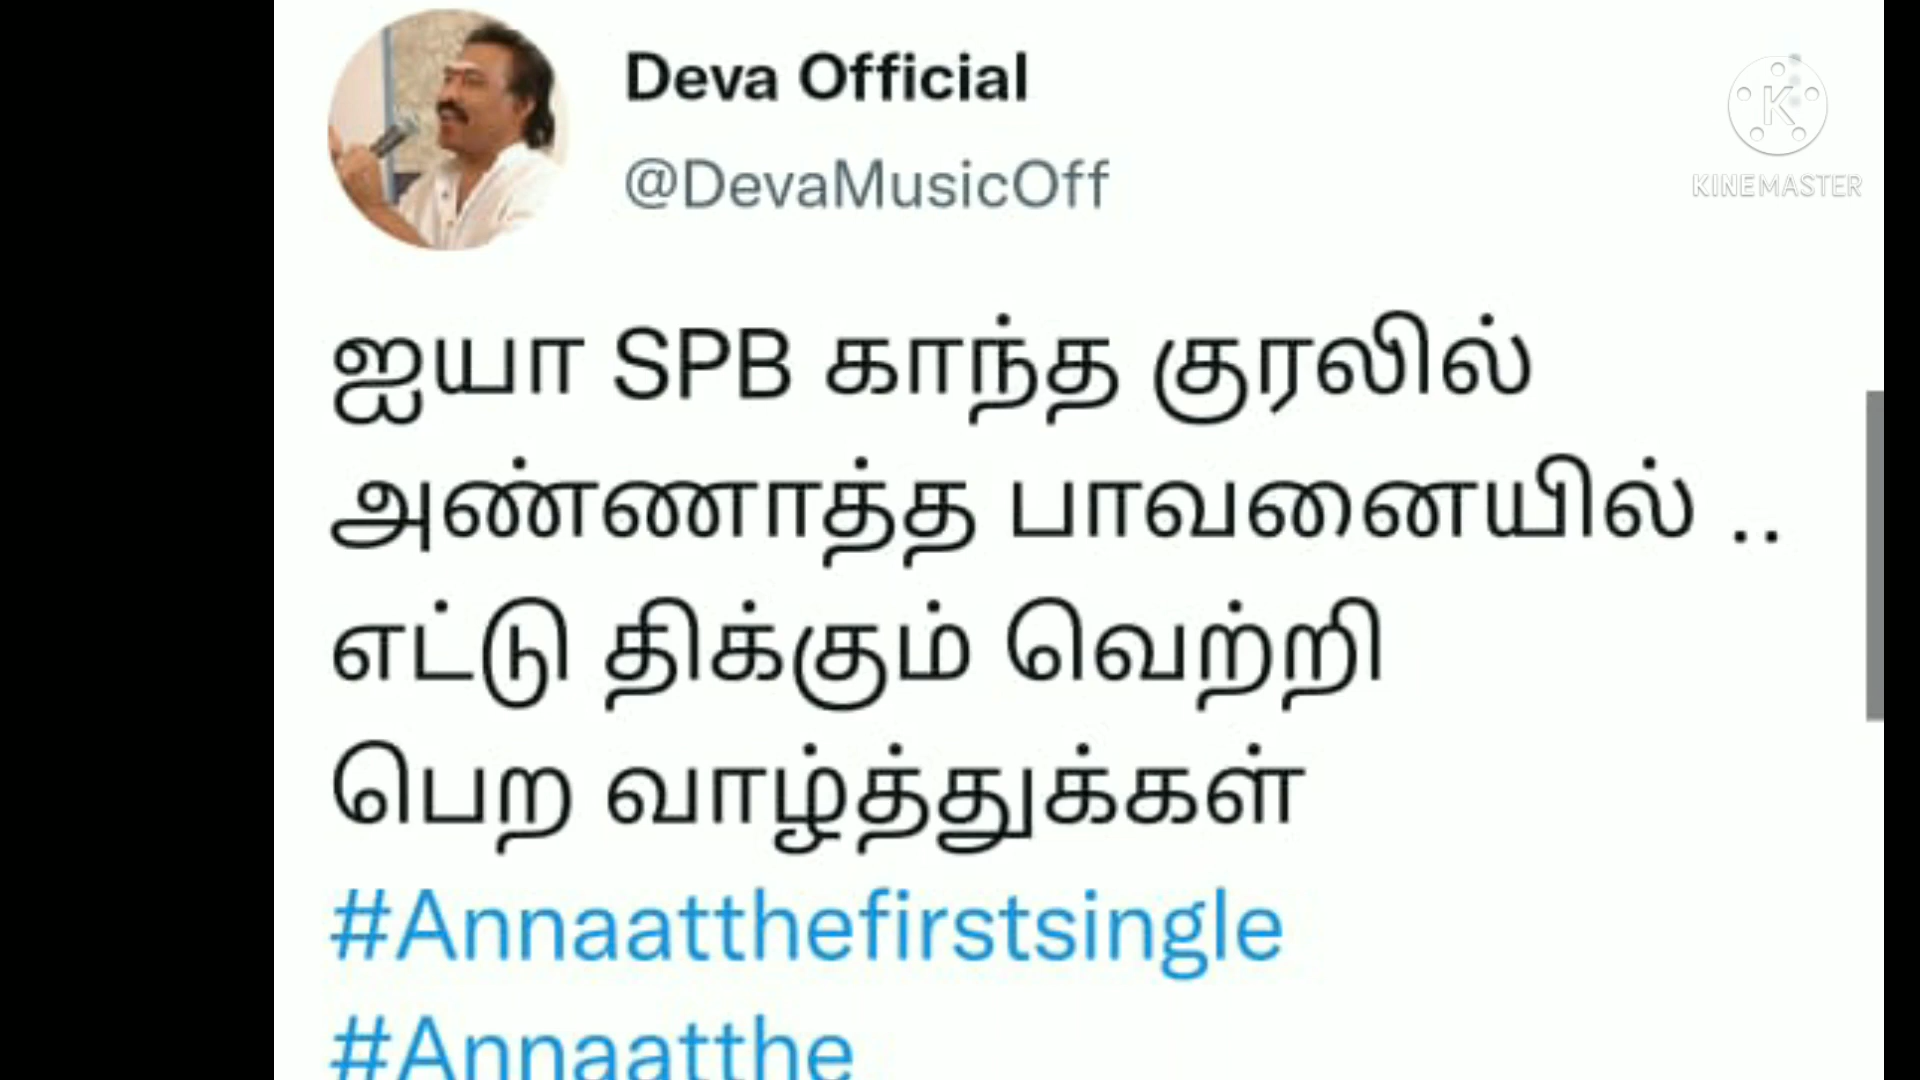 Deva Official
@DevaMusicOff
K
KINEMASTER
ஐயா SPB காந்த குரலில்
அண்ணாத்த பாவனையில் ..
எட்டு திக்கும் வெற்றி
பெற வாழ்த்துக்கள்
#Annaatthefirstsingle
#Annaatthe